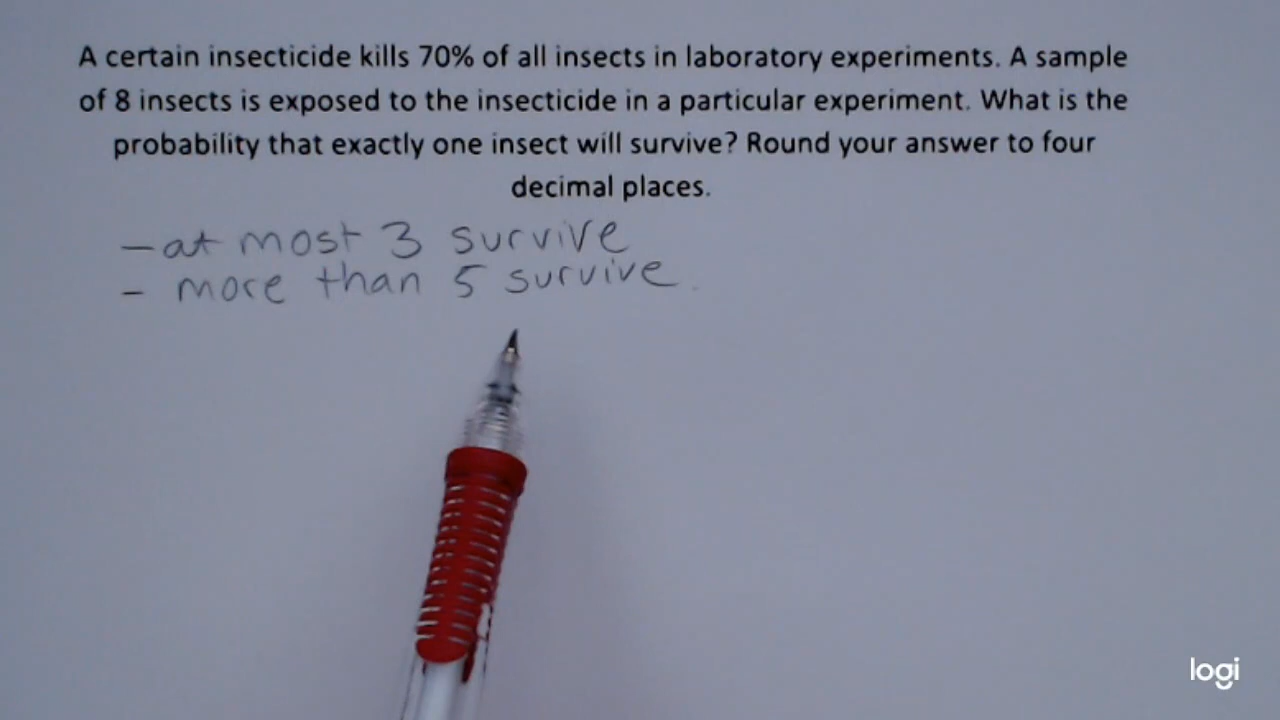 A certain insecticide kills 70% of all insects in laboratory experiments. A sample
of 8 insects is exposed to the insecticide in a particular experiment. What is the
probability that exactly one insect will survive? Round your answer to four
decimal places.
- at most 3 survive
- more than 5 survive.
logi